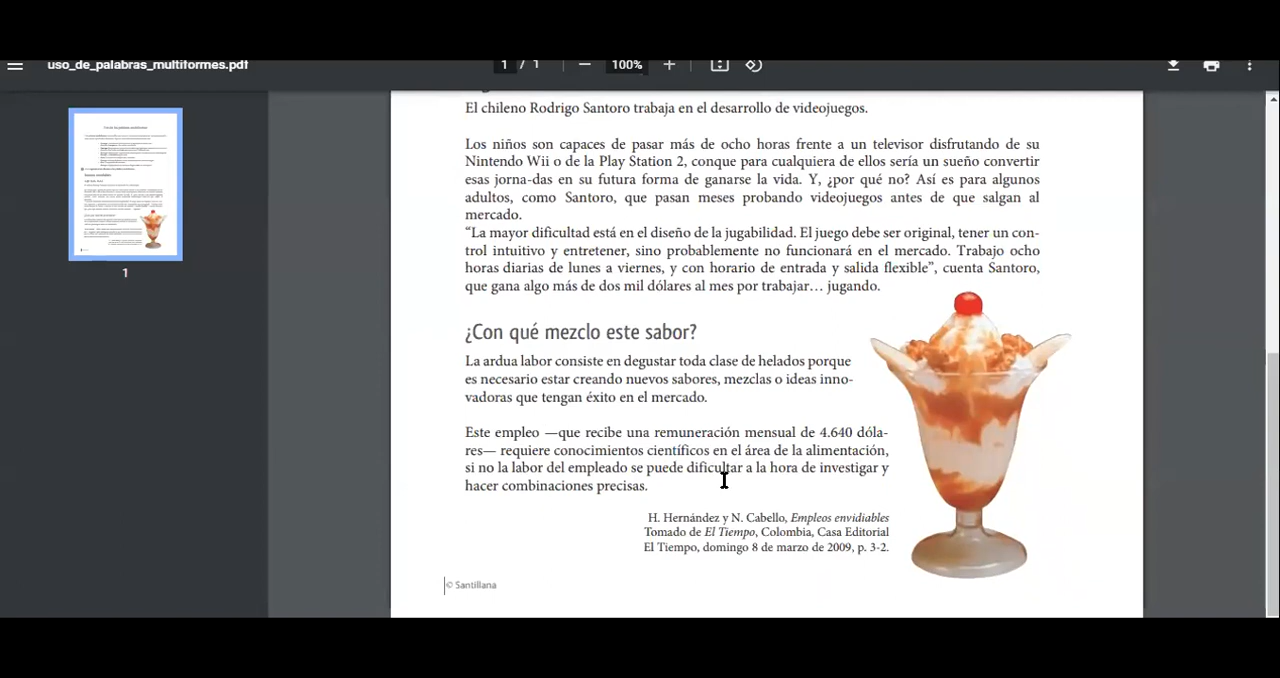 uso_de_palabras_multiformes.pdf
1 / 1
100%
1
El chileno Rodrigo Santoro trabaja en el desarrollo de videojuegos.
Los niños son capaces de pasar más de ocho horas frente a un televisor disfrutando de su
Nintendo Wii o de la Play Station 2, conque para cualquiera de ellos sería un sueño convertir
esas jornadas en su futura forma de ganarse la vida. Y, ¿por qué no? Así es para algunos
adultos, como Santoro, que pasan meses probando videojuegos antes de que salgan al
mercado.
“La mayor dificultad está en el diseño de la jugabilidad. El juego debe ser original, tener un con-
trol intuitivo y entretener, sino probablemente no funcionará en el mercado. Trabajo ocho
horas diarias de lunes a viernes, y con horario de entrada y salida flexible”, cuenta Santoro,
que gana algo más de dos mil dólares al mes por trabajar… jugando.
¿Con qué mezclo este sabor?
La ardua labor consiste en degustar toda clase de helados porque
es necesario estar creando nuevos sabores, mezclas o ideas inno-
vadoras que tengan éxito en el mercado.
Este empleo —que recibe una remuneración mensual de 4.640 dóla-
res— requiere conocimientos científicos en el área de la alimentación,
si no la labor del empleado se puede dificultar a la hora de investigar y
hacer combinaciones precisas.
H. Hernández y N. Cabello, Empleos envidiables
Tomado de El Tiempo, Colombia, Casa Editorial
El Tiempo, domingo 8 de marzo de 2009, p. 3-2.
© Santillana